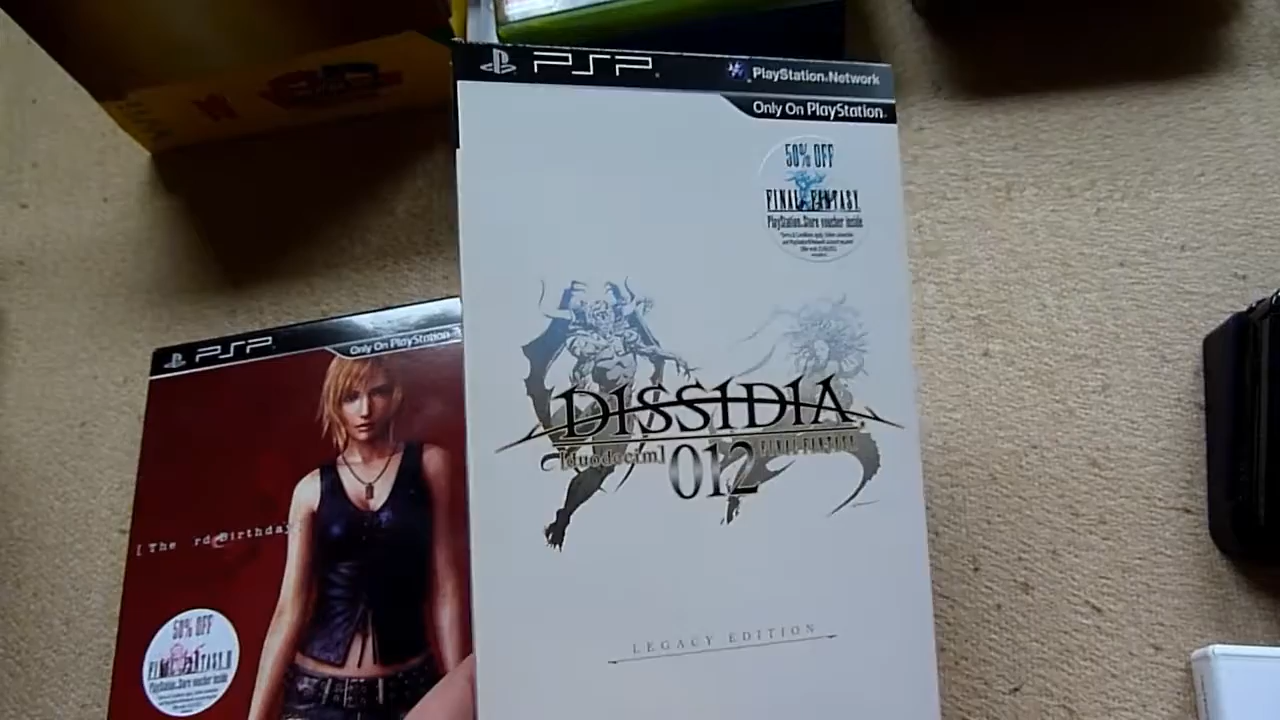 PSP
PlayStation Network
Only On PlayStation
50% OFF
FINAL FANTASY
PlayStation Store voucher inside
DISSIDIA
[duodecim]
012
FINAL FANTASY
LEGACY EDITION
PSP
Only On PlayStation
[ The 3rd Birthday
50% OFF
FINAL FANTASY II
PlayStation Store voucher inside